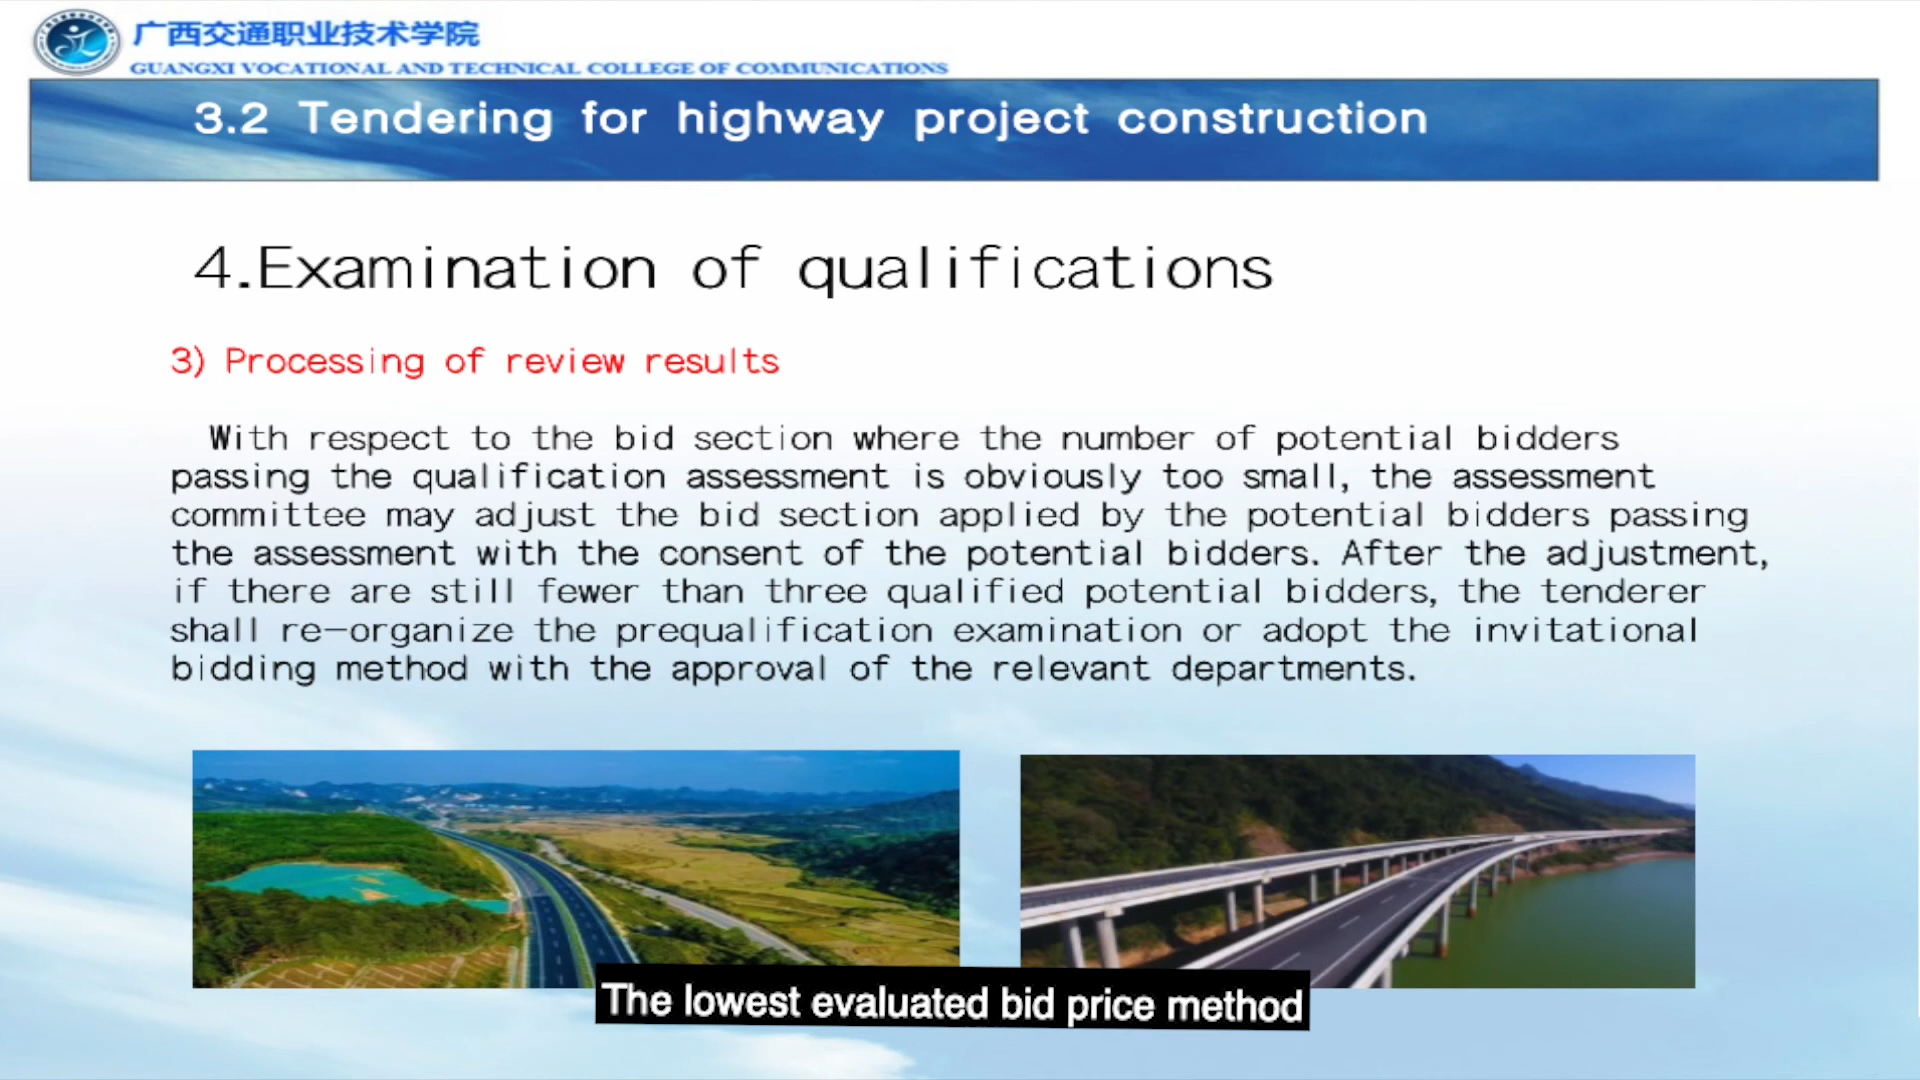 广西交通职业技术学院
GUANGXI VOCATIONAL AND TECHNICAL COLLEGE OF COMMUNICATIONS
3.2 Tendering for highway project construction
4.Examination of qualifications
3) Processing of review results
With respect to the bid section where the number of potential bidders
passing the qualification assessment is obviously too small, the assessment
committee may adjust the bid section applied by the potential bidders passing
the assessment with the consent of the potential bidders. After the adjustment,
if there are still fewer than three qualified potential bidders, the tenderer
shall re-organize the prequalification examination or adopt the invitational
bidding method with the approval of the relevant departments.
The lowest evaluated bid price method